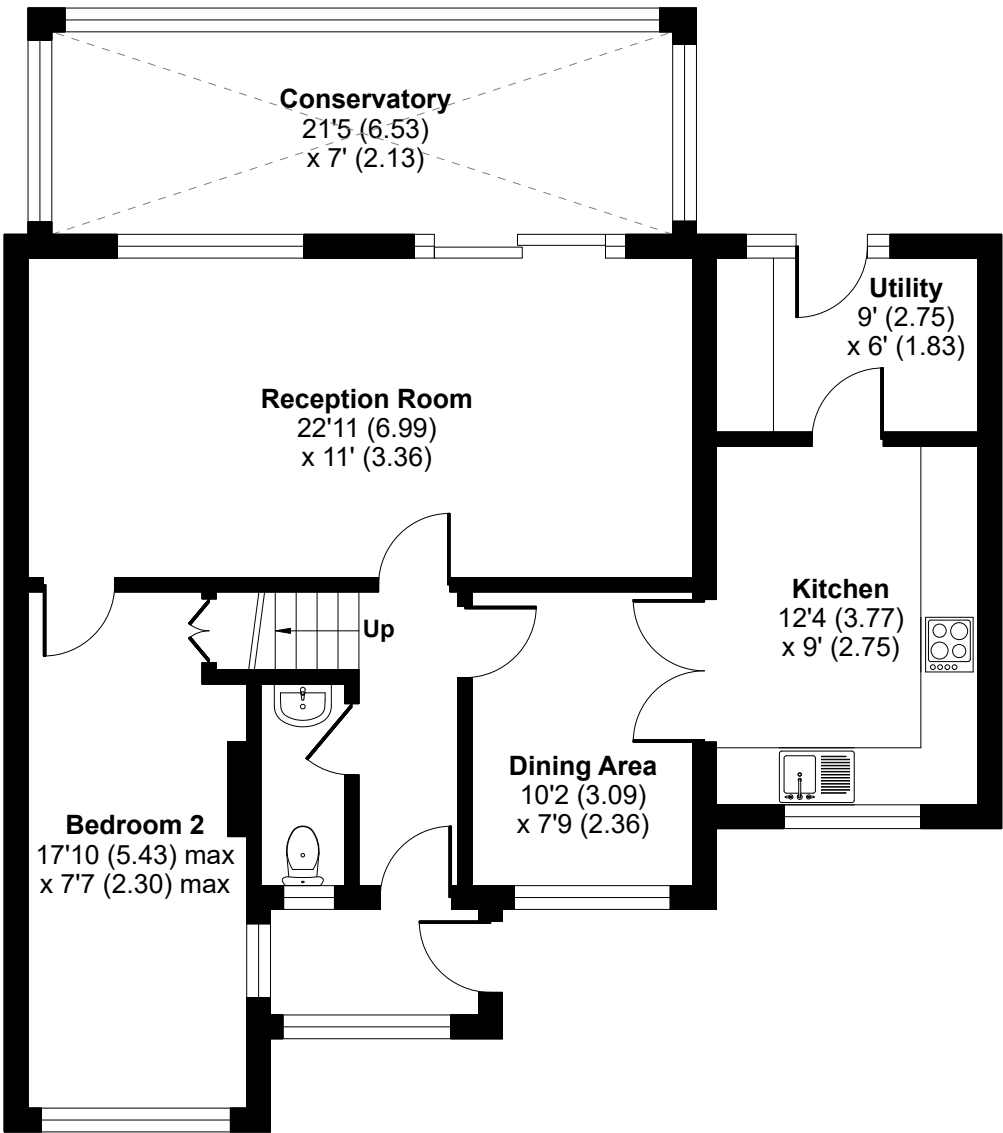 Conservatory
21'5 (6.53)
x 7' (2.13)
Utility
9' (2.75)
x 6' (1.83)
Reception Room
22'11 (6.99)
x 11' (3.36)
Kitchen
12'4 (3.77)
x 9' (2.75)
Up
Dining Area
10'2 (3.09)
x 7'9 (2.36)
Bedroom 2
17'10 (5.43) max
x 7'7 (2.30) max